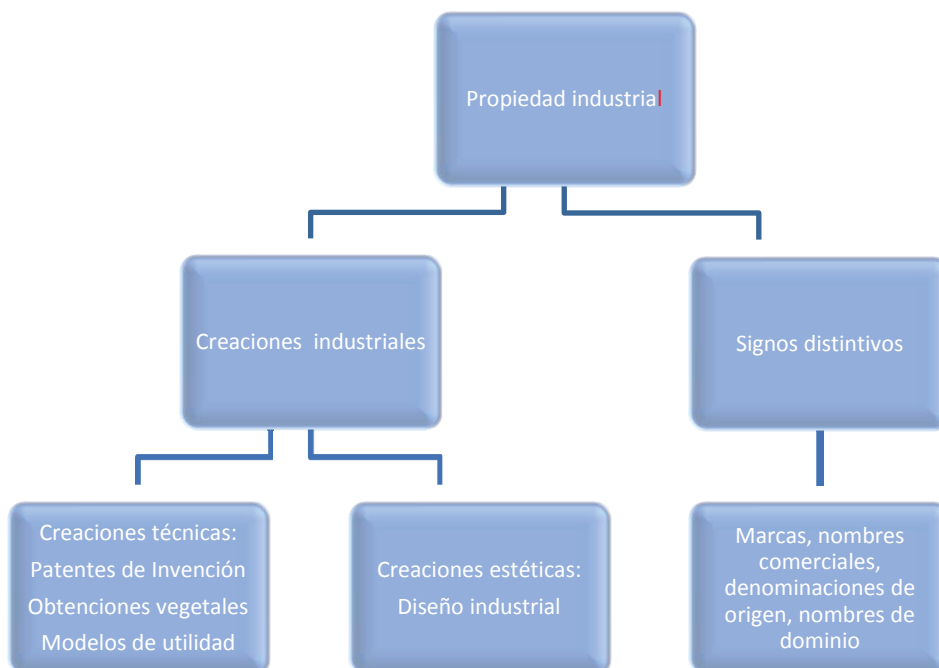 Propiedad industrial
Creaciones industriales
Signos distintivos
Creaciones técnicas:
Patentes de Invención
Obtenciones vegetales
Modelos de utilidad
Creaciones estéticas:
Diseño industrial
Marcas, nombres
comerciales,
denominaciones de
origen, nombres de
dominio